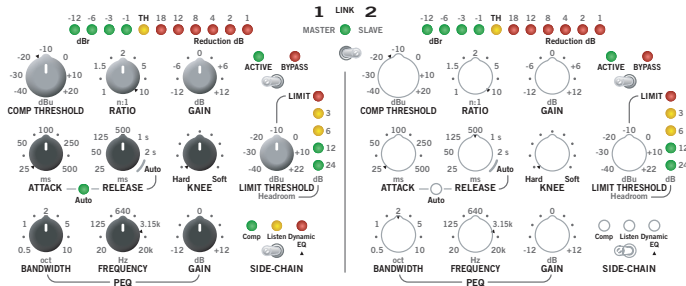 1 LINK 2
MASTER SLAVE
-12 -6 -3 -1 TH 18 12 8 6 4 2 1
dBr Reduction dB
-40 -30 -20 -10 0 +10 +20
dBu
COMP THRESHOLD
1 1.5 2 5 10
n:1
RATIO
-12 -6 0 +6 +12
dB
GAIN
ACTIVE BYPASS
LIMIT
3
6
12
24
dB
25 50 100 250 500
ms
ATTACK
Auto
25 50 125 500 1 s 2 s Auto
ms
RELEASE
Hard Soft
KNEE
-20 -10 0 +22
dBu
LIMIT THRESHOLD
Headroom
0.5 1 2 5 10
oct
BANDWIDTH
20 125 640 3.15k 20k
Hz
FREQUENCY
-12 0 +12
dB
GAIN
PEQ
Comp Listen Dynamic
EQ
SIDE-CHAIN
-12 -6 -3 -1 TH 18 12 8 6 4 2 1
dBr Reduction dB
-40 -30 -20 -10 0 +10 +20
dBu
COMP THRESHOLD
1 1.5 2 5 10
n:1
RATIO
-12 -6 0 +6 +12
dB
GAIN
ACTIVE BYPASS
LIMIT
3
6
12
24
dB
25 50 100 250 500
ms
ATTACK
Auto
25 50 125 500 1 s 2 s Auto
ms
RELEASE
Hard Soft
KNEE
-20 -10 0 +22
dBu
LIMIT THRESHOLD
Headroom
0.5 1 2 5 10
oct
BANDWIDTH
20 125 640 3.15k 20k
Hz
FREQUENCY
-12 0 +12
dB
GAIN
PEQ
Comp Listen Dynamic
EQ
SIDE-CHAIN